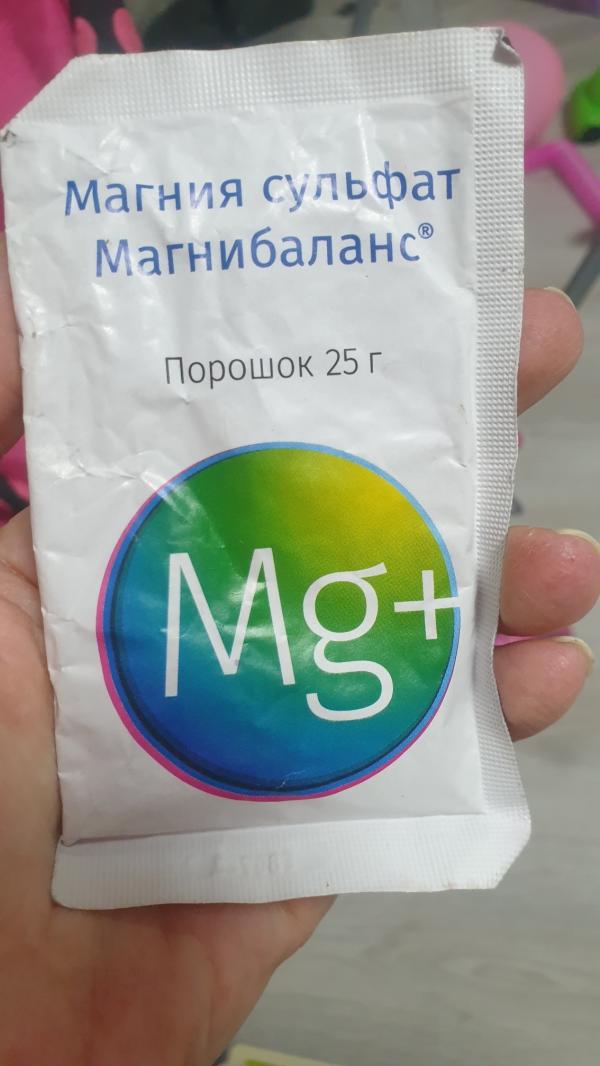 Магния сульфат
Магнибаланс®
Порошок 25 г
Mg+